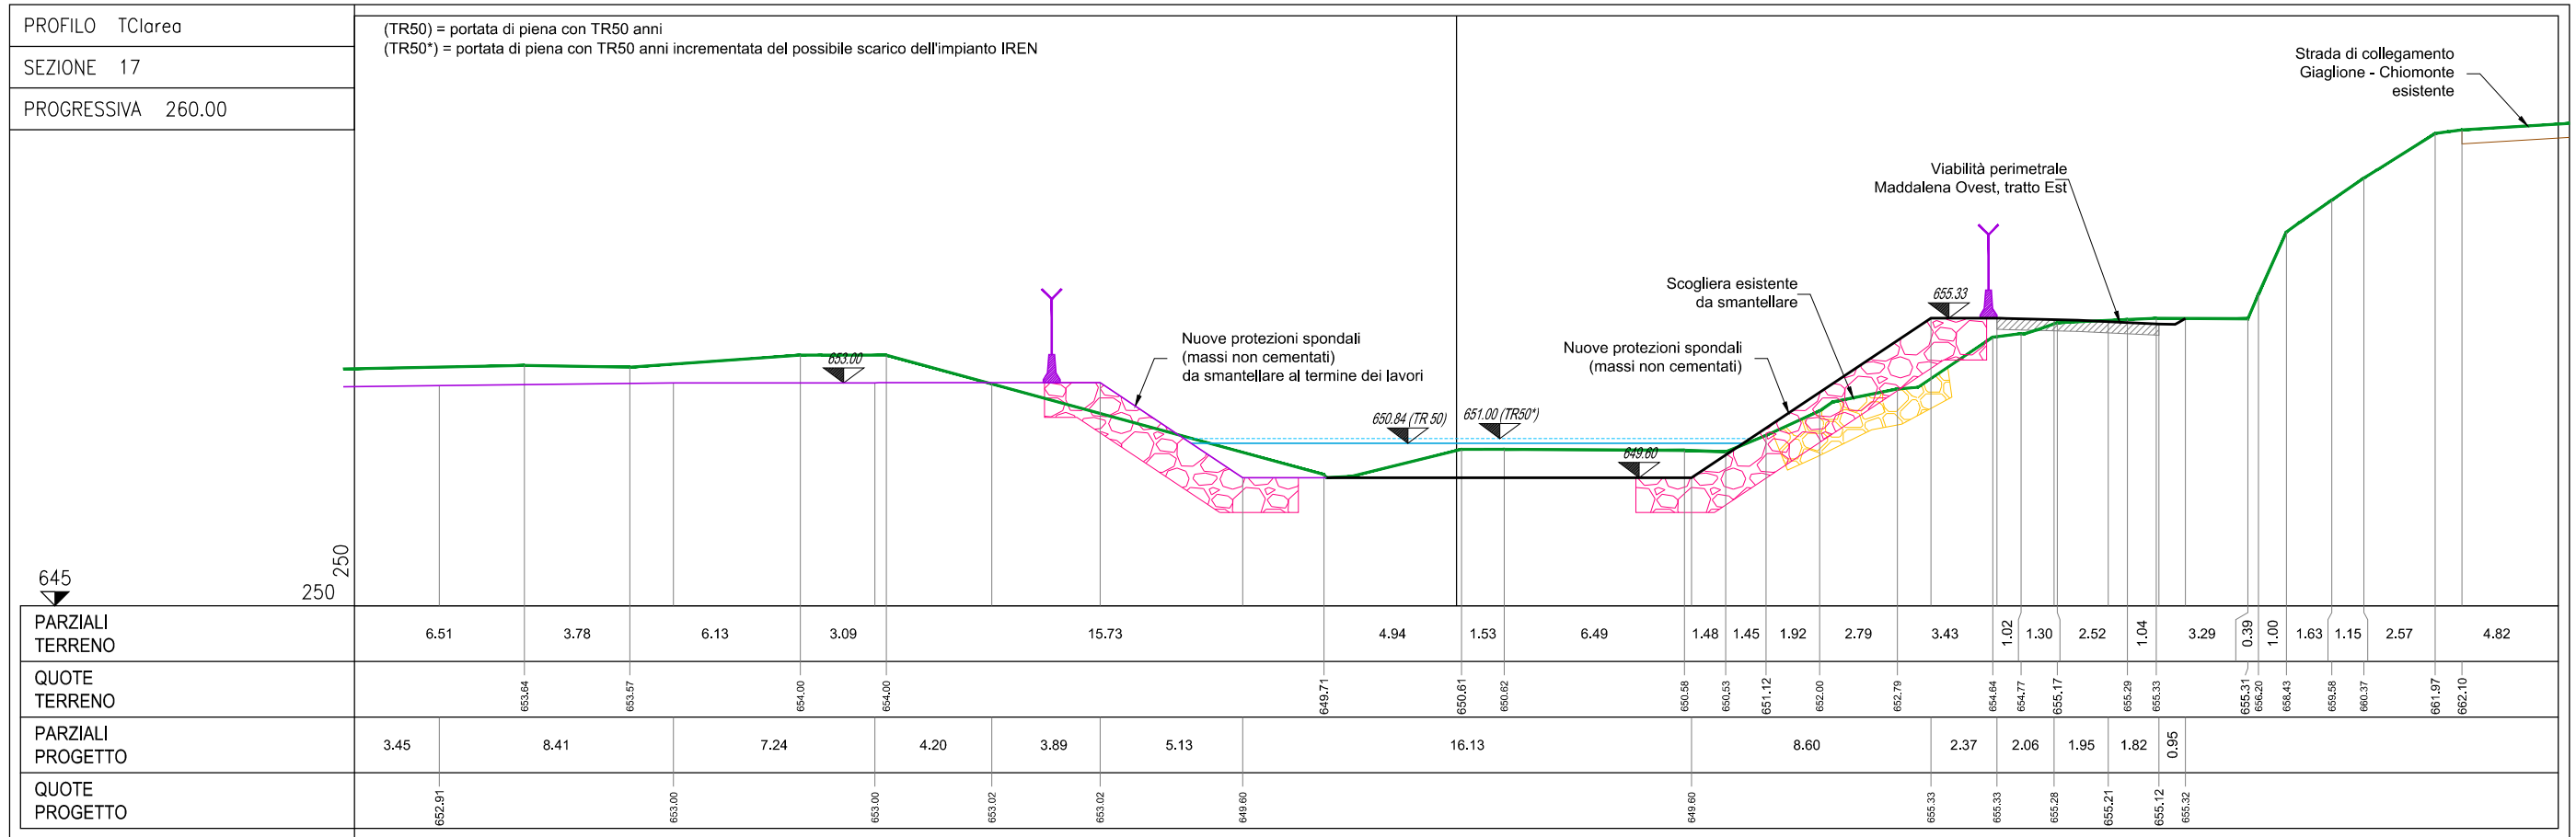 PROFILO TClarea
SEZIONE 17
PROGRESSIVA 260.00
(TR50) = portata di piena con TR50 anni
(TR50*) = portata di piena con TR50 anni incrementata del possibile scarico dell'impianto IREN
Strada di collegamento
Giaglione - Chiomonte
esistente
Viabilità perimetrale
Maddalena Ovest, tratto Est
Scogliera esistente
da smantellare
655.33
Nuove protezioni spondali
(massi non cementati)
da smantellare al termine dei lavori
Nuove protezioni spondali
(massi non cementati)
653.00
650.84 (TR 50)
651.00 (TR50*)
649.60
645
250
250
PARZIALI
TERRENO
6.51 3.78 6.13 3.09 15.73 4.94 1.53 6.49 1.48 1.45 1.92 2.79 3.43 1.02 1.30 2.52 1.04 3.29 0.39 1.00 1.63 1.15 2.57 4.82
QUOTE
TERRENO
653.64 653.57 654.00 654.00 649.71 650.61 650.62 650.58 650.53 651.12 652.00 652.79 654.64 654.77 655.17 655.29 655.33 655.31 656.20 658.43 659.58 660.37 661.97 662.10
PARZIALI
PROGETTO
3.45 8.41 7.24 4.20 3.89 5.13 16.13 8.60 2.37 2.06 1.95 1.82 0.95
QUOTE
PROGETTO
652.91 653.00 653.00 653.02 653.02 649.60 649.60 655.33 655.33 655.28 655.21 655.12 655.32